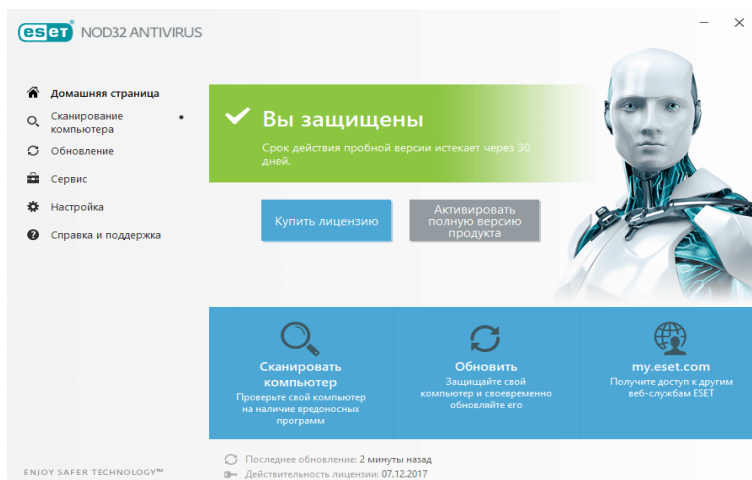 eset NOD32 ANTIVIRUS
Домашняя страница
Сканирование
компьютера
Обновление
Сервис
Настройка
Справка и поддержка
Вы защищены
Срок действия пробной версии истекает через 30
дней.
Купить лицензию
Активировать
полную версию
продукта
Сканировать
компьютер
Проверьте свой компьютер
на наличие вредоносных
программ
Обновить
Защищайте свой
компьютер и своевременно
обновляйте его
my.eset.com
Получите доступ к другим
веб-службам ESET
Последнее обновление: 2 минуты назад
Действительность лицензии: 07.12.2017
ENJOY SAFER TECHNOLOGY™